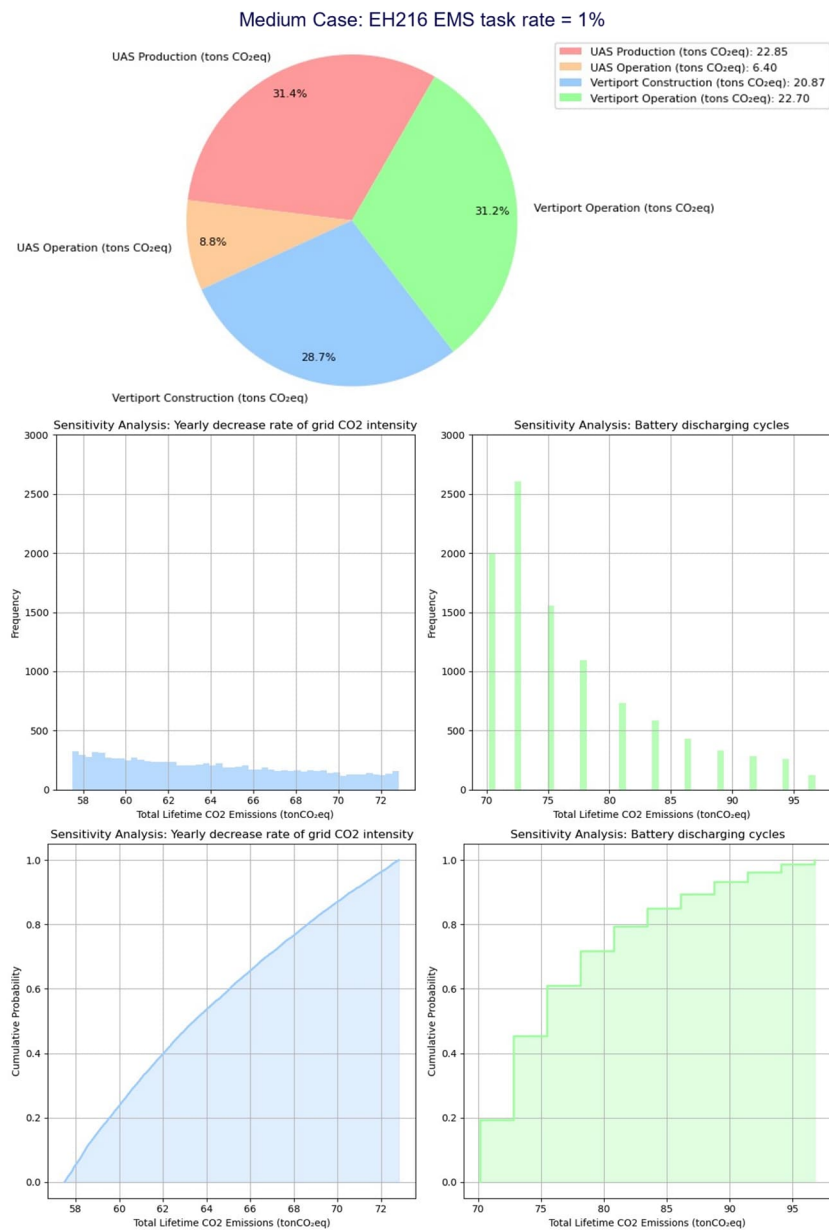 Medium Case: EH216 EMS task rate = 1%
UAS Production (tons CO₂eq): 22.85
UAS Operation (tons CO₂eq): 6.40
Vertiport Construction (tons CO₂eq): 20.87
Vertiport Operation (tons CO₂eq): 22.70
UAS Production (tons CO₂eq)
31.4%
31.2%
Vertiport Operation (tons CO₂eq)
8.8%
UAS Operation (tons CO₂eq)
28.7%
Vertiport Construction (tons CO₂eq)
Sensitivity Analysis: Yearly decrease rate of grid CO2 intensity
3000
2500
2000
1500
1000
500
0
Frequency
58 60 62 64 66 68 70 72
Total Lifetime CO2 Emissions (tonCO₂eq)
Sensitivity Analysis: Battery discharging cycles
3000
2500
2000
1500
1000
500
0
Frequency
70 75 80 85 90 95
Total Lifetime CO2 Emissions (tonCO₂eq)
Sensitivity Analysis: Yearly decrease rate of grid CO2 intensity
1.0
0.8
0.6
0.4
0.2
0.0
Cumulative Probability
58 60 62 64 66 68 70 72
Total Lifetime CO2 Emissions (tonCO₂eq)
Sensitivity Analysis: Battery discharging cycles
1.0
0.8
0.6
0.4
0.2
0.0
Cumulative Probability
70 75 80 85 90 95
Total Lifetime CO2 Emissions (tonCO₂eq)